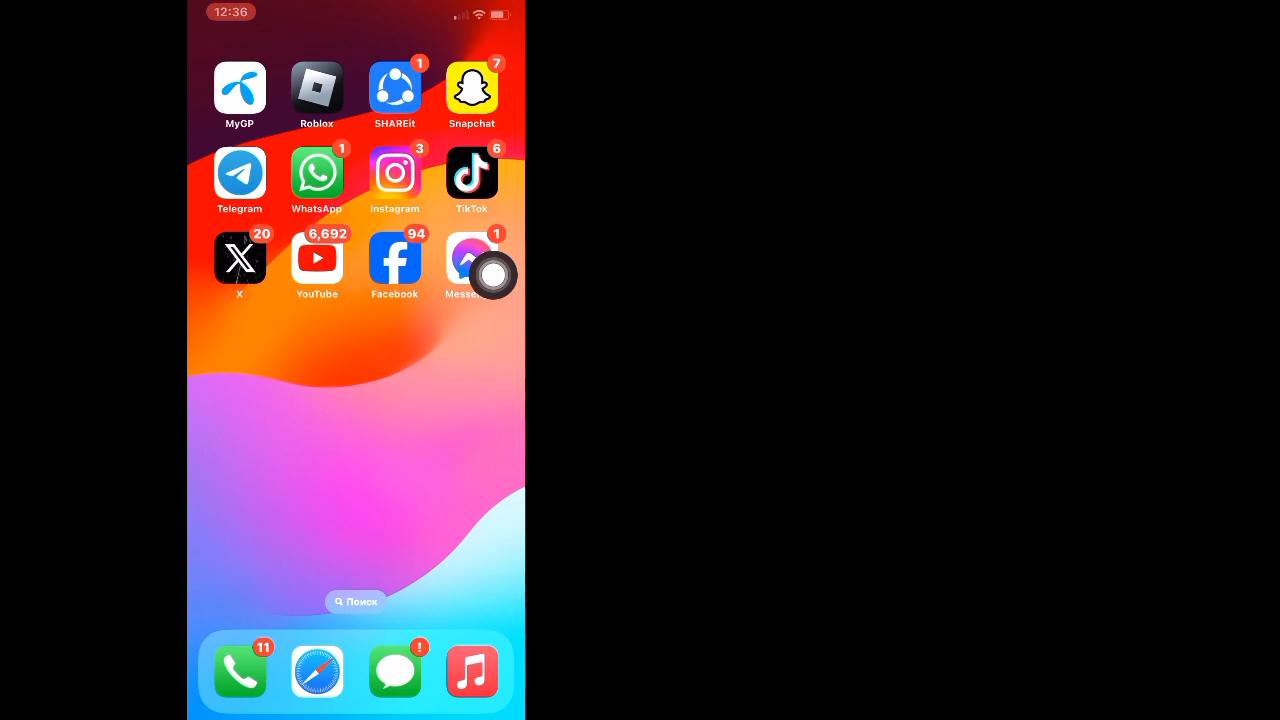 12:36
1
7
MyGP
Roblox
SHAREit
Snapchat
1
3
6
Telegram
WhatsApp
Instagram
TikTok
20
6,692
94
1
X
YouTube
Facebook
Поиск
11
!